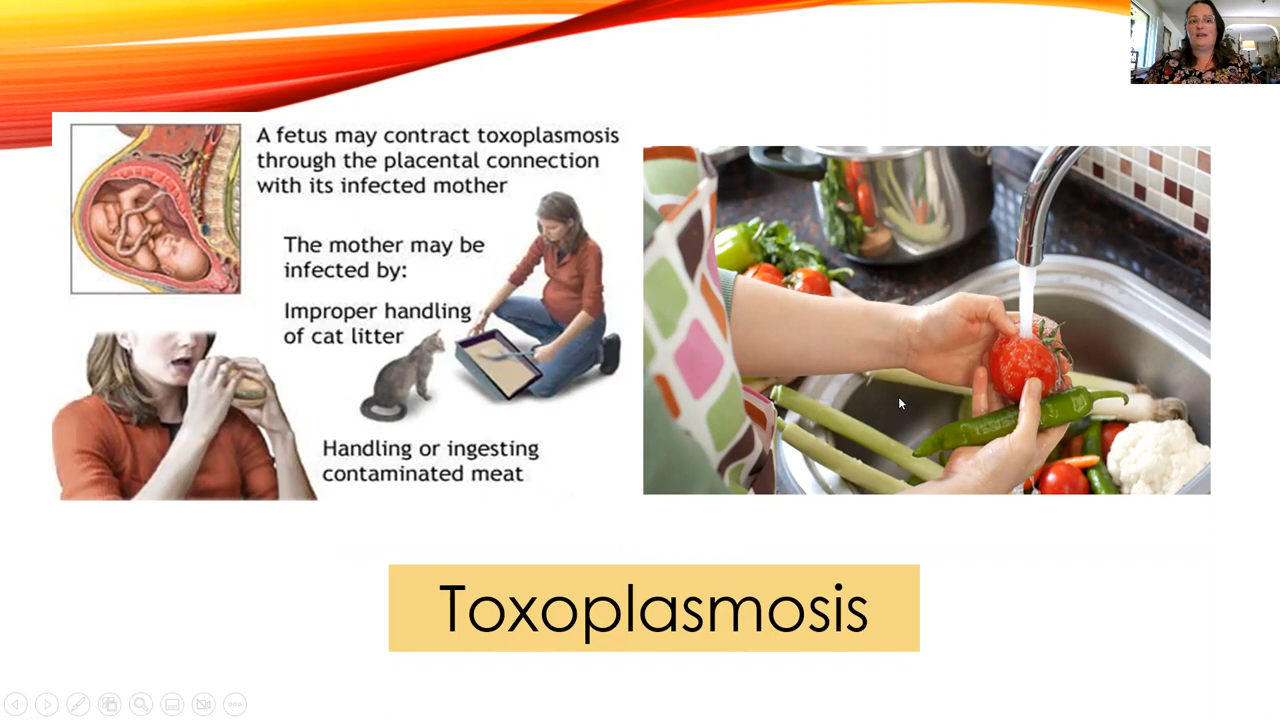 A fetus may contract toxoplasmosis
through the placental connection
with its infected mother
The mother may be
infected by:
Improper handling
of cat litter
Handling or ingesting
contaminated meat
Toxoplasmosis